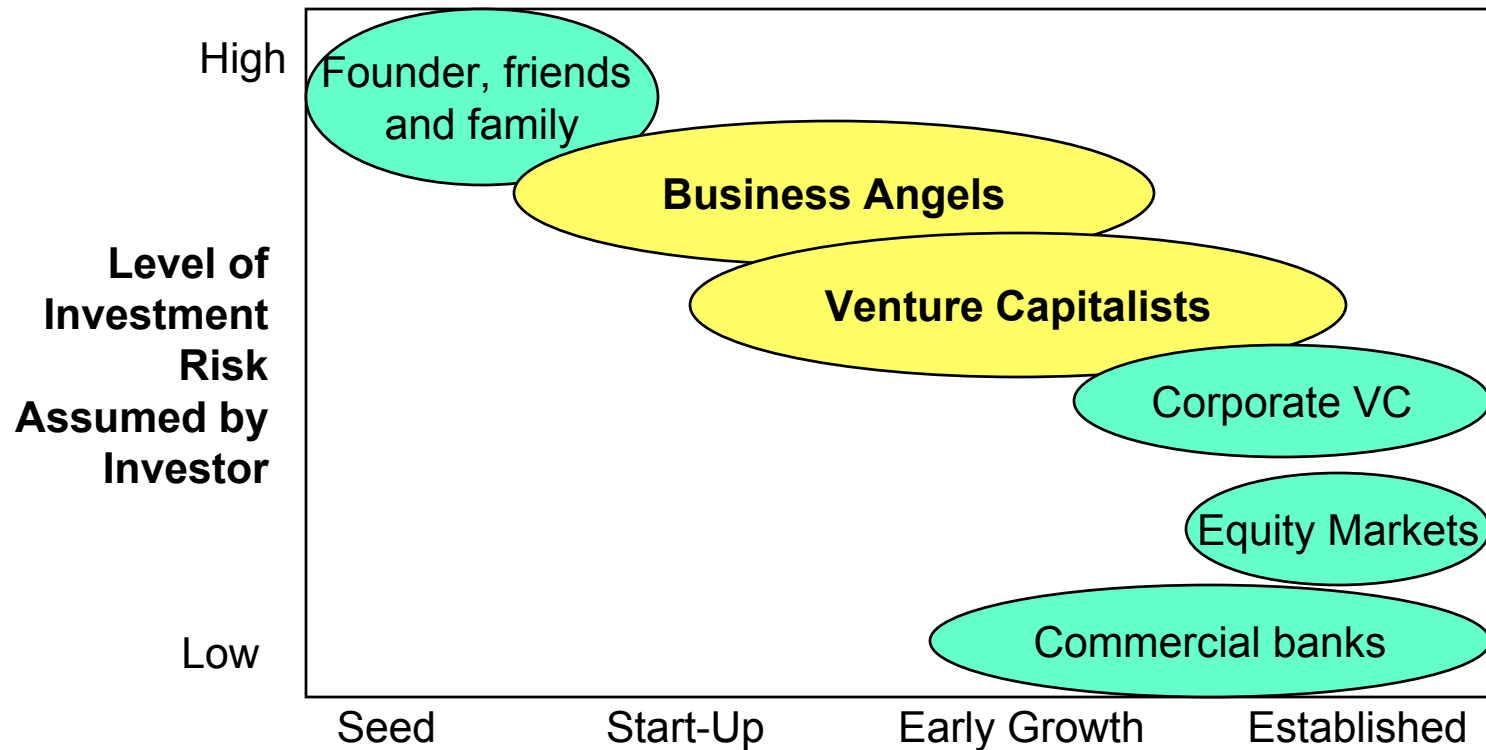 High
Founder, friends
and family
Business Angels
Level of
Investment
Risk
Assumed by
Investor
Venture Capitalists
Corporate VC
Equity Markets
Commercial banks
Low
Seed
Start-Up
Early Growth
Established